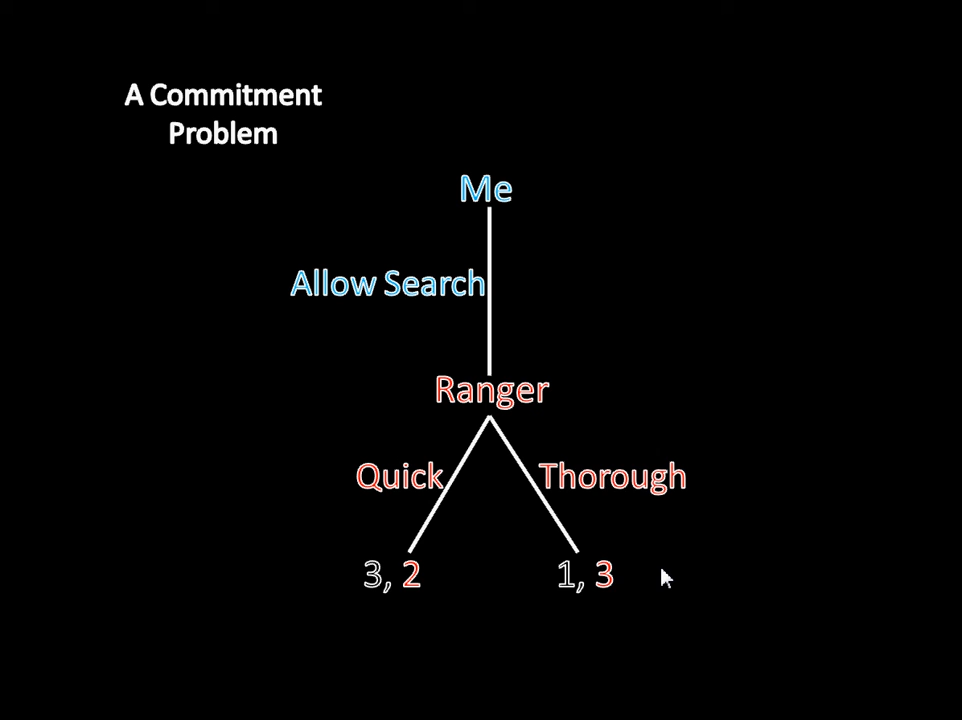 A Commitment
Problem
Me
Allow Search
Ranger
Quick
Thorough
3, 2
1, 3